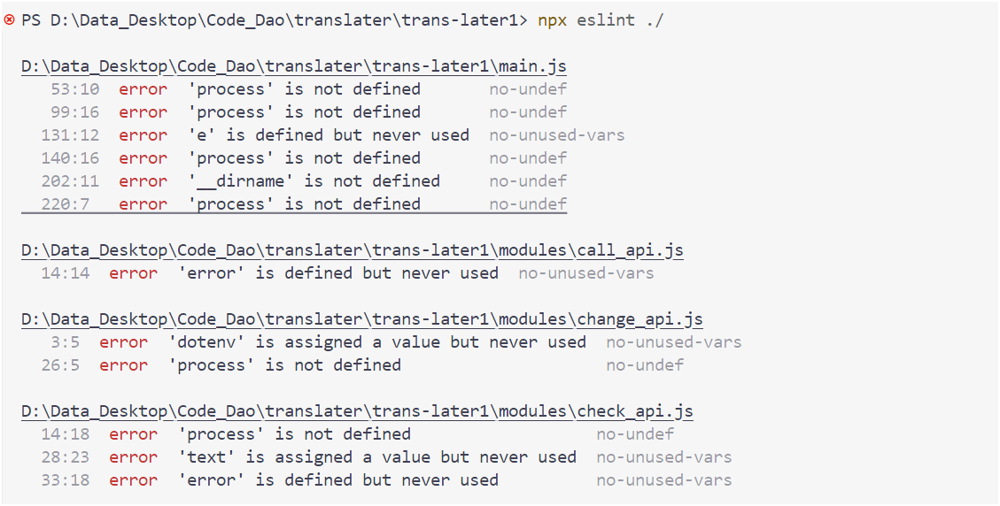 PS D:\Data_Desktop\Code_Dao\translater\trans-later1> npx eslint ./
D:\Data_Desktop\Code_Dao\translater\trans-later1\main.js
53:10 error 'process' is not defined no-undef
99:16 error 'process' is not defined no-undef
131:12 error 'e' is defined but never used no-unused-vars
140:16 error 'process' is not defined no-undef
202:11 error '__dirname' is not defined no-undef
220:7 error 'process' is not defined no-undef
D:\Data_Desktop\Code_Dao\translater\trans-later1\modules\call_api.js
14:14 error 'error' is defined but never used no-unused-vars
D:\Data_Desktop\Code_Dao\translater\trans-later1\modules\change_api.js
3:5 error 'dotenv' is assigned a value but never used no-unused-vars
26:5 error 'process' is not defined no-undef
D:\Data_Desktop\Code_Dao\translater\trans-later1\modules\check_api.js
14:18 error 'process' is not defined no-undef
28:23 error 'text' is assigned a value but never used no-unused-vars
33:18 error 'error' is defined but never used no-unused-vars